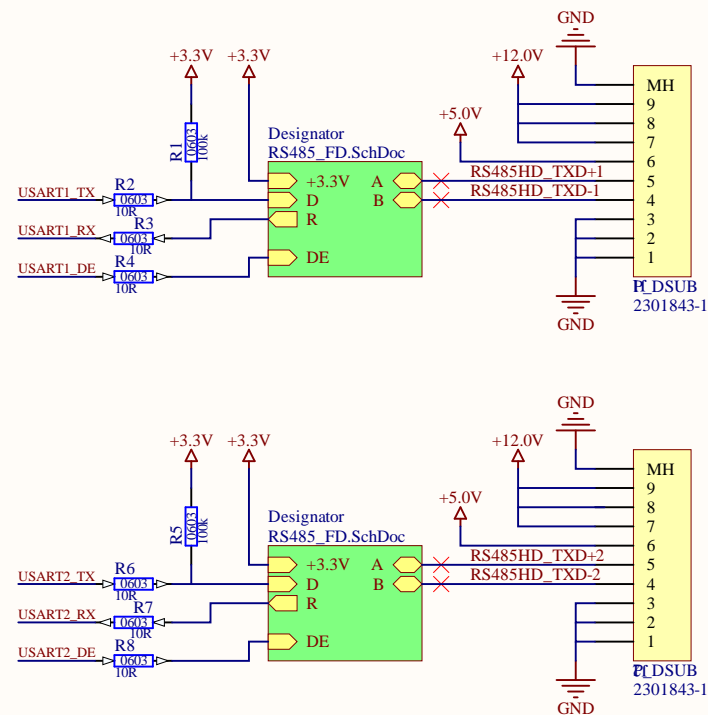 GND
+3.3V
+3.3V
+12.0V
MH
9
8
7
6
5
4
3
2
1
+5.0V
R1
0603
100k
Designator
RS485_FD.SchDoc
+3.3V
A
D
B
R
DE
RS485HD_TXD+1
RS485HD_TXD-1
USART1_TX
R2
0603
10R
USART1_RX
R3
0603
10R
USART1_DE
R4
0603
10R
_DSUB
2301843-1
GND
GND
+3.3V
+3.3V
+12.0V
MH
9
8
7
6
5
4
3
2
1
+5.0V
R5
0603
100k
Designator
RS485_FD.SchDoc
+3.3V
A
D
B
R
DE
RS485HD_TXD+2
RS485HD_TXD-2
USART2_TX
R6
0603
10R
USART2_RX
R7
0603
10R
USART2_DE
R8
0603
10R
_DSUB
2301843-1
GND